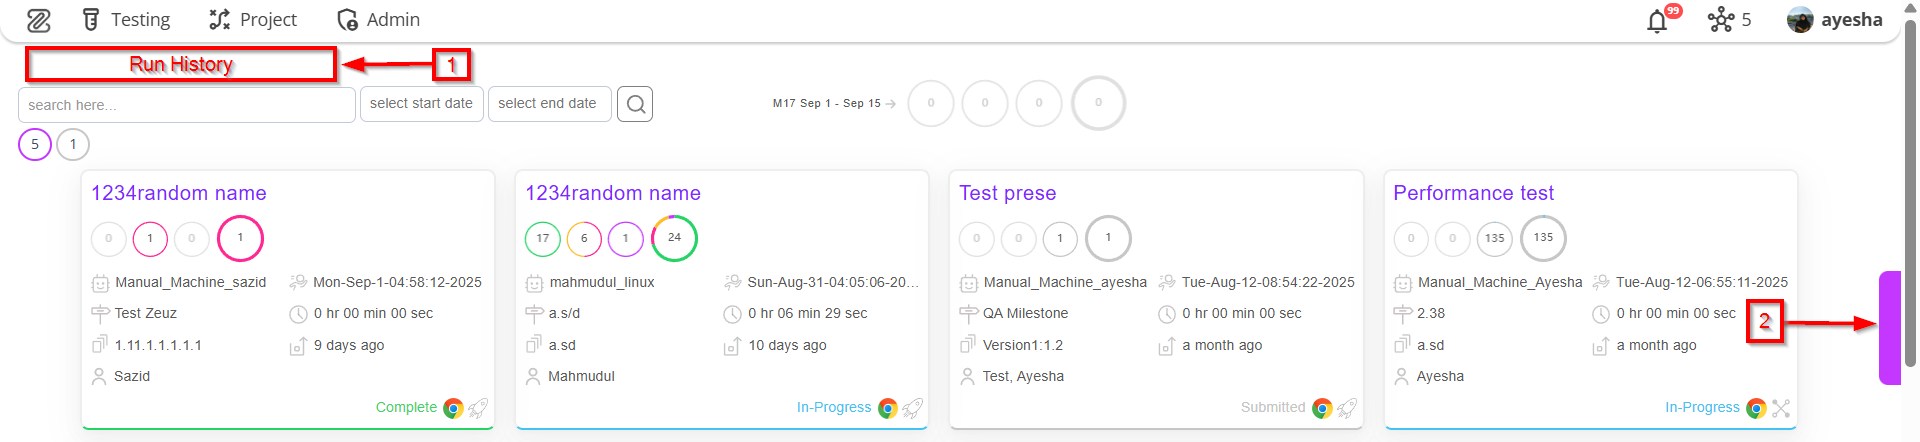 Testing
Project
Admin
99
5
ayesha
Run History
1
search here...
select start date
select end date
M17 Sep 1 - Sep 15
0
0
0
0
5
1
1234random name
0
1
0
1
Manual_Machine_sazid
Mon-Sep-1-04:58:12-2025
Test Zeuz
0 hr 00 min 00 sec
1.11.1.1.1.1.1
9 days ago
Sazid
Complete
1234random name
17
6
1
24
mahmudul_linux
Sun-Aug-31-04:05:06-20...
a.s/d
0 hr 06 min 29 sec
a.sd
10 days ago
Mahmudul
In-Progress
Test prese
0
0
1
1
Manual_Machine_ayesha
Tue-Aug-12-08:54:22-2025
QA Milestone
0 hr 00 min 00 sec
Version1:1.2
a month ago
Test, Ayesha
Submitted
Performance test
0
0
135
135
Manual_Machine_Ayesha
Tue-Aug-12-06:55:11-2025
2.38
0 hr 00 min 00 sec
a.sd
a month ago
Ayesha
In-Progress
2